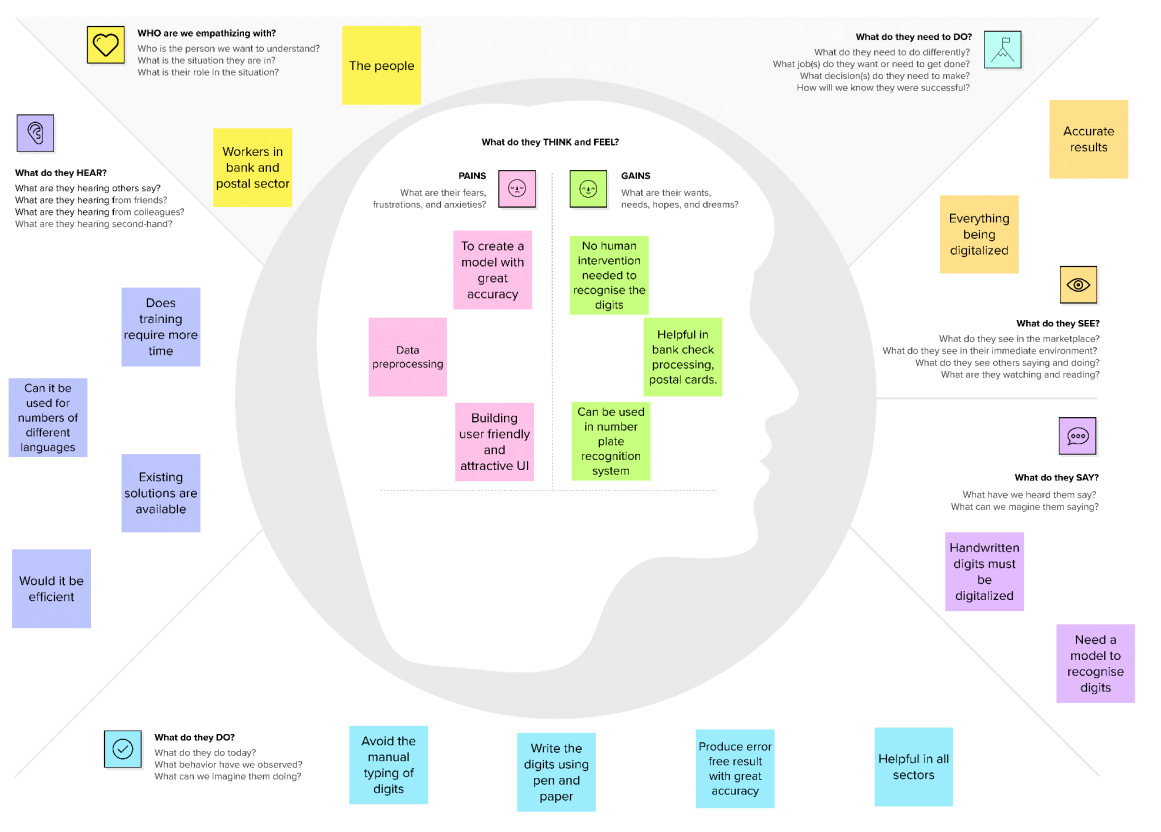 WHO are we empathizing with?
Who is the person we want to understand?
What is the situation they are in?
What is their role in the situation?
The people
Workers in
bank and
postal sector
What do they need to DO?
What do they need to do differently?
What job(s) do they want or need to get done?
What decision(s) do they need to make?
How will we know they were successful?
Accurate
results
Everything
being
digitalized
What do they HEAR?
What are they hearing others say?
What are they hearing from friends?
What are they hearing from colleagues?
What are they hearing second-hand?
Does
training
require more
time
Can it be
used for
numbers of
different
languages
Existing
solutions are
available
Would it be
efficient
What do they THINK and FEEL?
PAINS
What are their fears,
frustrations, and anxieties?
To create a
model with
great
accuracy
Data
preprocessing
Building
user friendly
and
attractive UI
GAINS
What are their wants,
needs, hopes, and dreams?
No human
intervention
needed to
recognise the
digits
Helpful in
bank check
processing,
postal cards.
Can be used
in number
plate
recognition
system
What do they SEE?
What do they see in the marketplace?
What do they see in their immediate environment?
What do they see others saying and doing?
What are they watching and reading?
What do they SAY?
What have we heard them say?
What can we magine them saying?
Handwritten
digits must
be
digitalized
Need a
model to
recognise
digits
What do they DO?
What do they do today?
What behavior have we observed?
What can we imagine them doing?
Avoid the
manual
typing of
digits
Write the
digits using
pen and
paper
Produce error
free result
with great
accuracy
Helpful in all
sectors